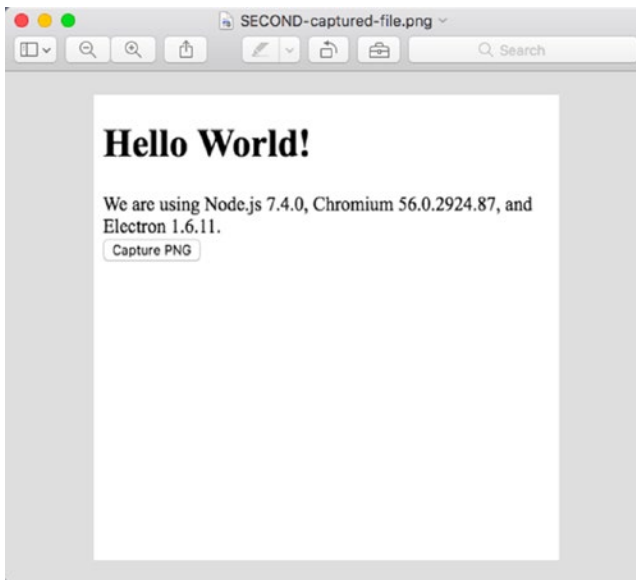 SECOND-captured-file.png
Search
Hello World!
We are using Node.js 7.4.0, Chromium 56.0.2924.87, and
Electron 1.6.11.
Capture PNG